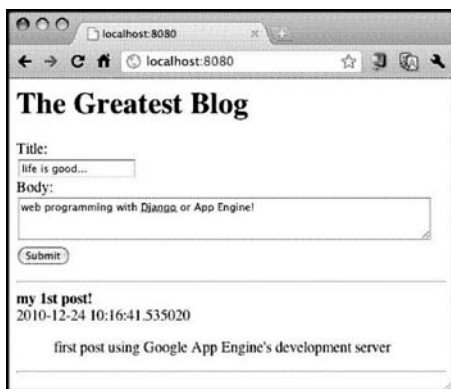 localhost:8080
localhost:8080
The Greatest Blog
Title:
life is good...
Body:
web programming with Django or App Engine!
Submit
my 1st post!
2010-12-24 10:16:41.535020
first post using Google App Engine's development server